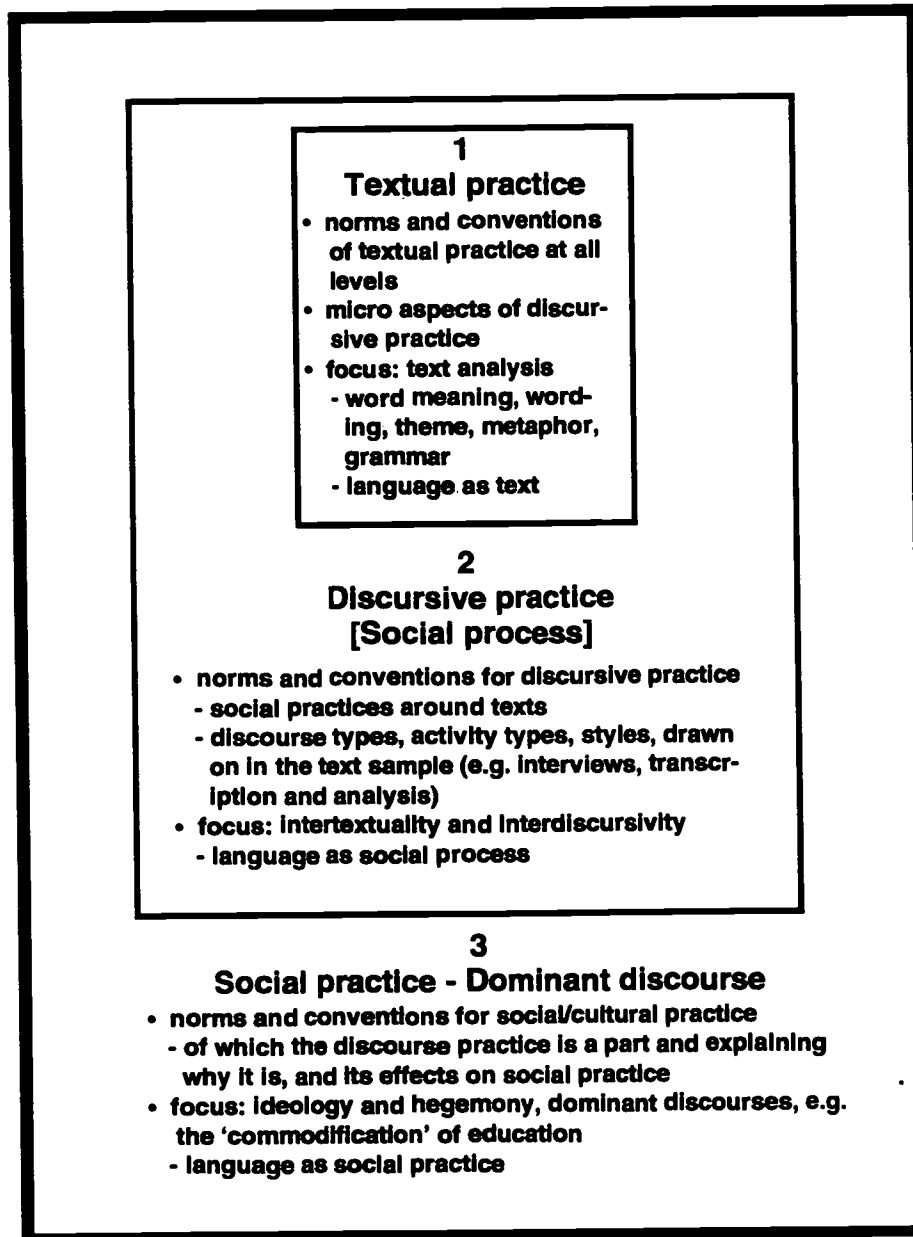 1
Textual practice
• norms and conventions
of textual practice at all
levels
• micro aspects of discur-
sive practice
• focus: text analysis
- word meaning, word-
ing, theme, metaphor,
grammar
- language as text
2
Discursive practice
[Social process]
• norms and conventions for discursive practice
- social practices around texts
- discourse types, activity types, styles, drawn
on in the text sample (e.g. interviews, transcr-
iption and analysis)
• focus: intertextuality and interdiscursivity
- language as social process
3
Social practice - Dominant discourse
• norms and conventions for social/cultural practice
- of which the discourse practice is a part and explaining
why it is, and its effects on social practice
• focus: ideology and hegemony, dominant discourses, e.g.
the ‘commodification’ of education
- language as social practice